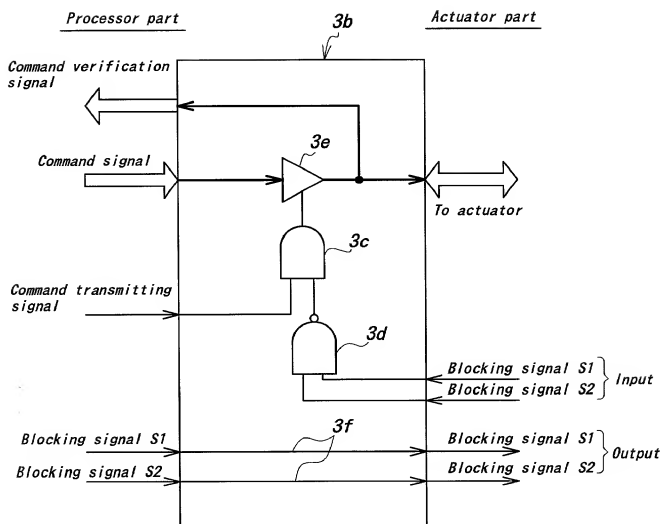 Processor part
3b
Actuator part
Command verification
signal
3e
Command signal
To actuator
3c
Command transmitting
signal
3d
Blocking signal S1
Blocking signal S2
Input
3f
Blocking signal S1
Blocking signal S1
Blocking signal S2
Blocking signal S2
Output